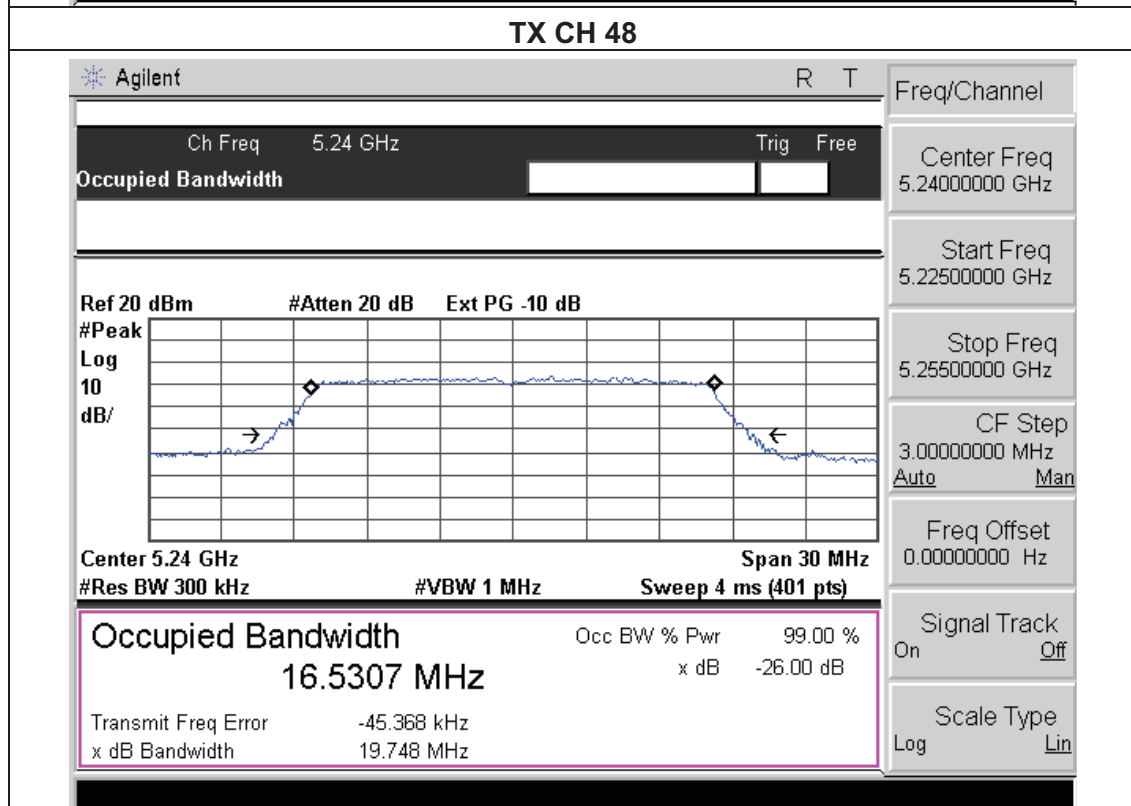 TX CH 48
Agilent R T
Freq/Channel
Ch Freq 5.24 GHz Trig Free
Occupied Bandwidth
Center Freq
5.24000000 GHz
Start Freq
5.22500000 GHz
Ref 20 dBm #Atten 20 dB Ext PG -10 dB
#Peak
Log
10
dB/
Stop Freq
5.25500000 GHz
CF Step
3.00000000 MHz
Auto Man
Freq Offset
0.00000000 Hz
Center 5.24 GHz Span 30 MHz
#Res BW 300 kHz #VBW 1 MHz Sweep 4 ms (401 pts)
Occupied Bandwidth
16.5307 MHz
Occ BW % Pwr 99.00 %
x dB -26.00 dB
Transmit Freq Error -45.368 kHz
x dB Bandwidth 19.748 MHz
Signal Track
On Off
Scale Type
Log Lin